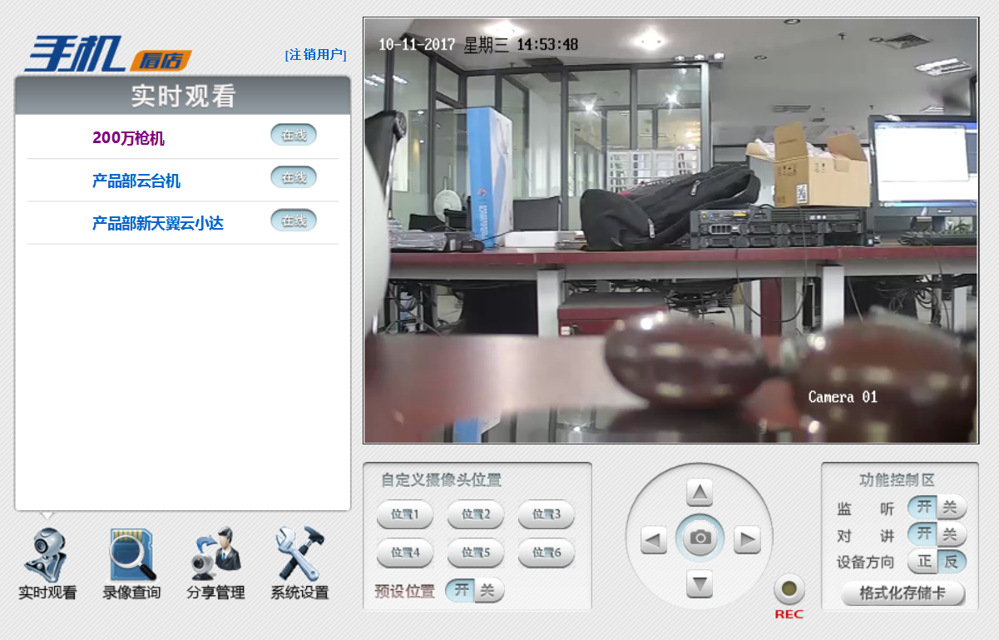 手机看店
[注销用户]
实时观看
200万枪机
在线
产品部云台机
在线
产品部新天翼云小达
在线
实时观看
录像查询
分享管理
系统设置
10-11-2017 星期三 14:53:48
Camera 01
自定义摄像头位置
位置1
位置2
位置3
位置4
位置5
位置6
预设位置
开
关
REC
功能控制区
监 听
开
关
对 讲
开
关
设备方向
正
反
格式化存储卡